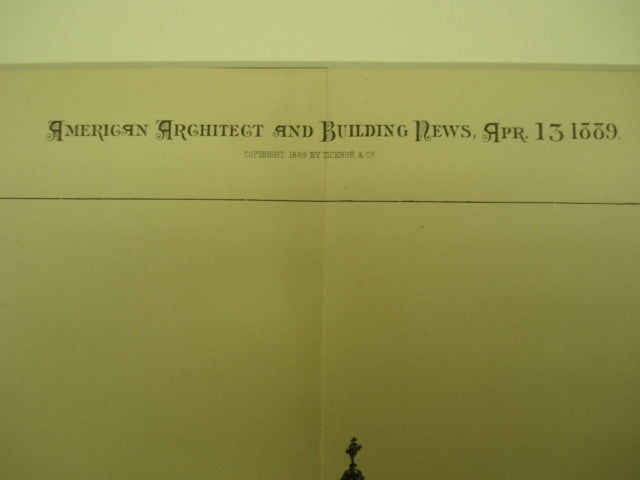 AMERICAN ARCHITECT AND BUILDING NEWS, APR. 13 1889.
COPYRIGHT 1889 BY TICKNOR & Co